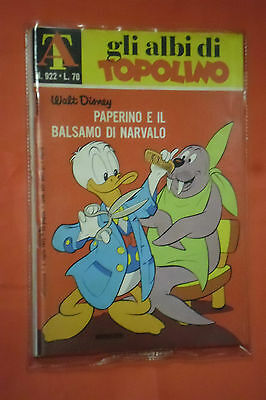 A
N. 922 • L. 70
gli albi di
TOPOLINO
Walt Disney
PAPERINO E IL
BALSAMO DI NARVALO